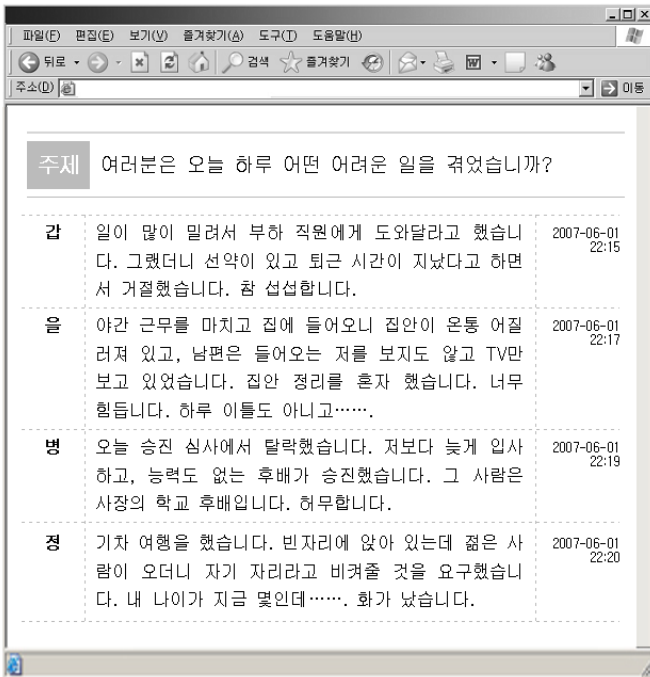 파일(F) 편집(E) 보기(V) 즐겨찾기(A) 도구(T) 도움말(H)
뒤로 검색 즐겨찾기
주소(D) 이동
주제 여러분은 오늘 하루 어떤 어려운 일을 겪었습니까?
갑 일이 많이 밀려서 부하 직원에게 도와달라고 했습니 2007-06-01
다. 그랬더니 선약이 있고 퇴근 시간이 지났다고 하면 22:15
서 거절했습니다. 참 섭섭합니다.
을 야간 근무를 마치고 집에 들어오니 집안이 온통 어질 2007-06-01
러져 있고, 남편은 들어오는 저를 보지도 않고 TV만 22:17
보고 있었습니다. 집안 정리를 혼자 했습니다. 너무
힘듭니다. 하루 이틀도 아니고…….
병 오늘 승진 심사에서 탈락했습니다. 저보다 늦게 입사 2007-06-01
하고, 능력도 없는 후배가 승진했습니다. 그 사람은 22:19
사장의 학교 후배입니다. 허무합니다.
정 기차 여행을 했습니다. 빈자리에 앉아 있는데 젊은 사 2007-06-01
람이 오더니 자기 자리라고 비켜줄 것을 요구했습니 22:20
다. 내 나이가 지금 몇인데……. 화가 났습니다.